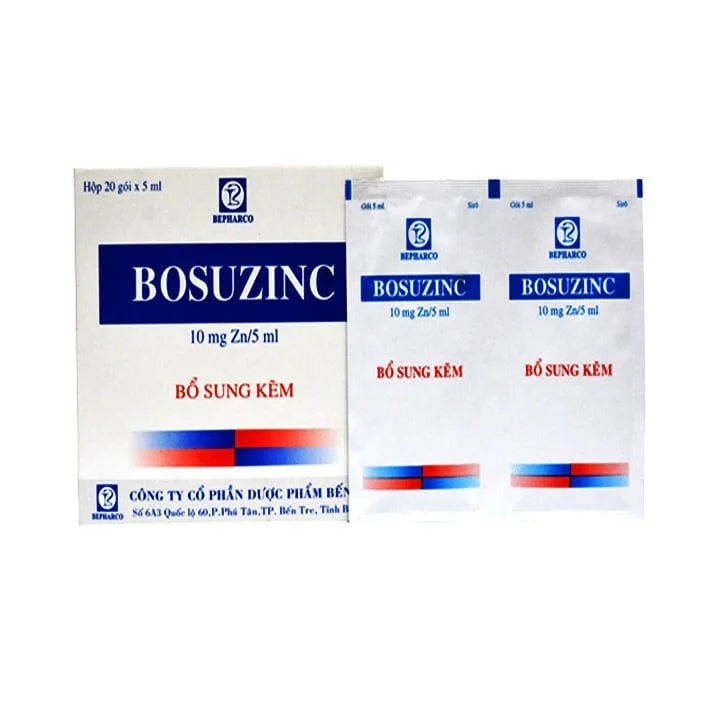 Hộp 20 gói x 5 ml
BEPHARCO
BOSUZINC
10 mg Zn/5 ml
BỔ SUNG KẼM
BEPHARCO
CÔNG TY CỔ PHẦN DƯỢC PHẨM BẾN
Số 6A3 Quốc lộ 60,P.Phú Tân,TP. Bến Tre, Tỉnh B
Gói 5 ml
Sirô
BEPHARCO
BOSUZINC
10 mg Zn/5 ml
BỔ SUNG KẼM
Gói 5 ml
Sirô
BEPHARCO
BOSUZINC
10 mg Zn/5 ml
BỔ SUNG KẼM